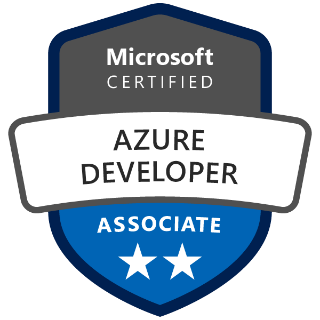 Microsoft
CERTIFIED
AZURE
DEVELOPER
ASSOCIATE